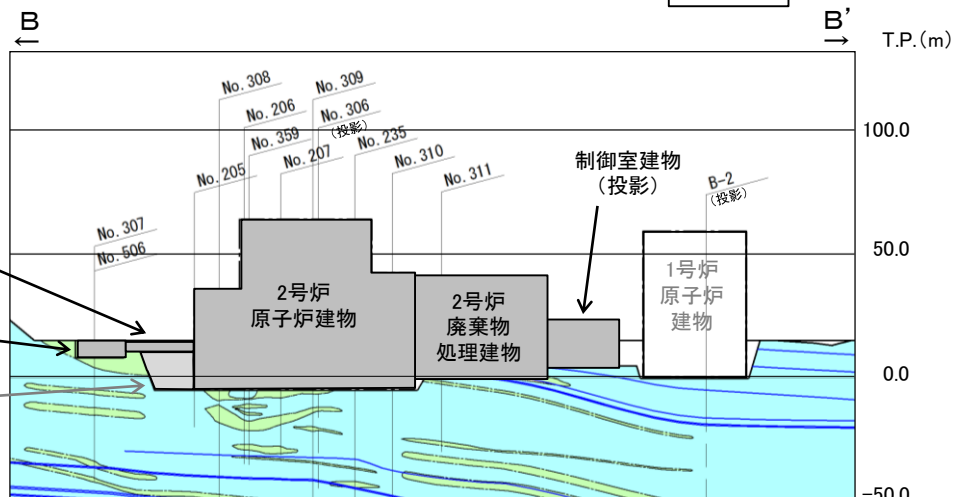 B
B'
←
→
T.P.(m)
No. 308
No. 309
No. 206
No. 306
(投影)
No. 359
No. 235
No. 205
No. 207
No. 310
No. 311
制御室建物
(投影)
B-2
(投影)
No. 307
No. 506
100.0
50.0
0.0
-50.0
2号炉
原子炉建物
2号炉
廃棄物
処理建物
1号炉
原子炉
建物